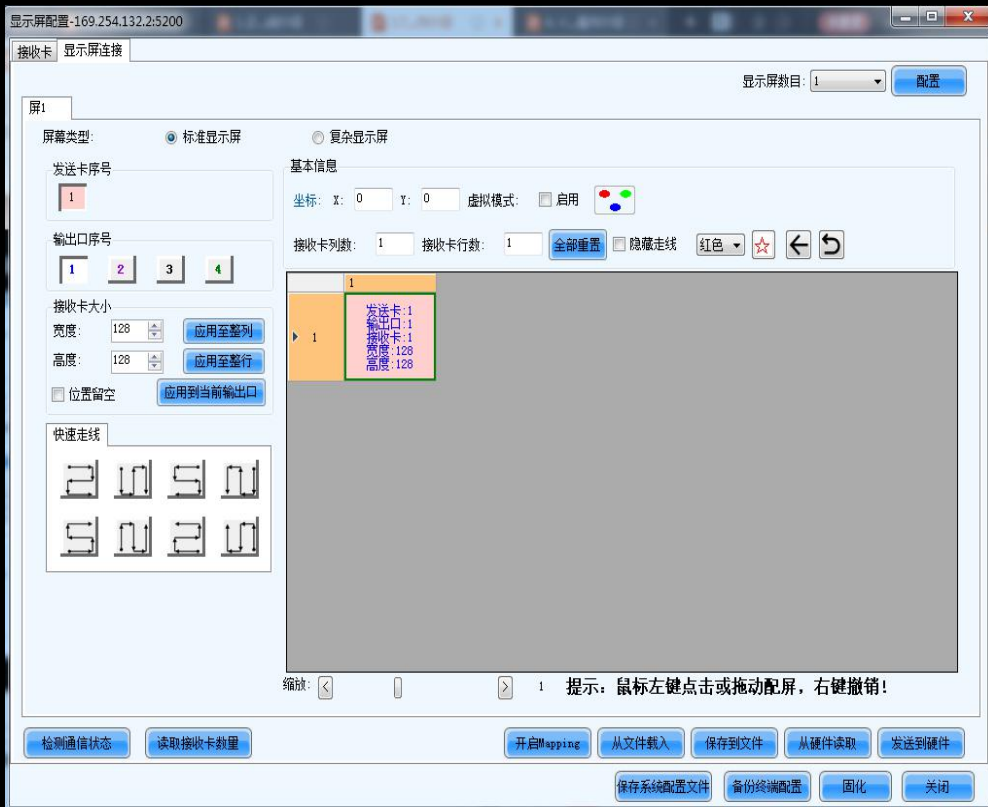 显示屏配置-169.254.132.2:5200
接收卡 显示屏连接
显示屏数目: 1 配置
屏1
屏幕类型: 标准显示屏 复杂显示屏
发送卡序号
1
输出口序号
1 2 3 4
接收卡大小
宽度: 128 应用至整列
高度: 128 应用至整行
位置留空 应用到当前输出口
快速走线
基本信息
坐标: X: 0 Y: 0 虚拟模式: 启用
接收卡列数: 1 接收卡行数: 1 全部重置 隐藏走线 红色
1
1
发送卡:1
输出口:1
接收卡:1
宽度:128
高度:128
缩放: 1 提示: 鼠标左键点击或拖动配屏, 右键撤销!
检测通信状态 读取接收卡数量 开启Mapping 从文件载入 保存到文件 从硬件读取 发送到硬件
保存系统配置文件 备份终端配置 固化 关闭